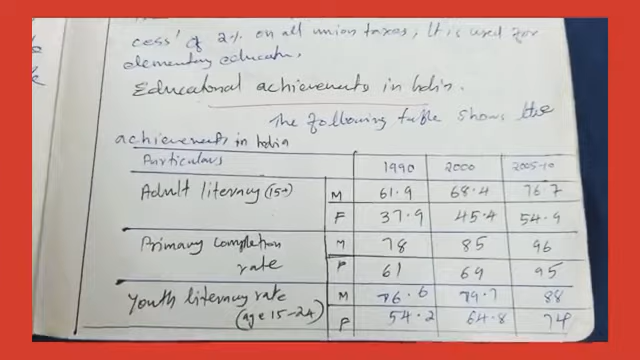 cess' of 2% on all union taxes, It is used for
elementary education.
Educational achievements in India.
The following table shows the
achievements in India
Particulars 1990 2000 2005-10
Adult literacy (15+) M 61.9 68.4 76.7
F 37.9 45.4 54.9
Primary completion M 78 85 96
rate F 61 69 95
Youth literacy rate M 76.6 79.7 88
(age 15-24) F 54.2 64.8 74